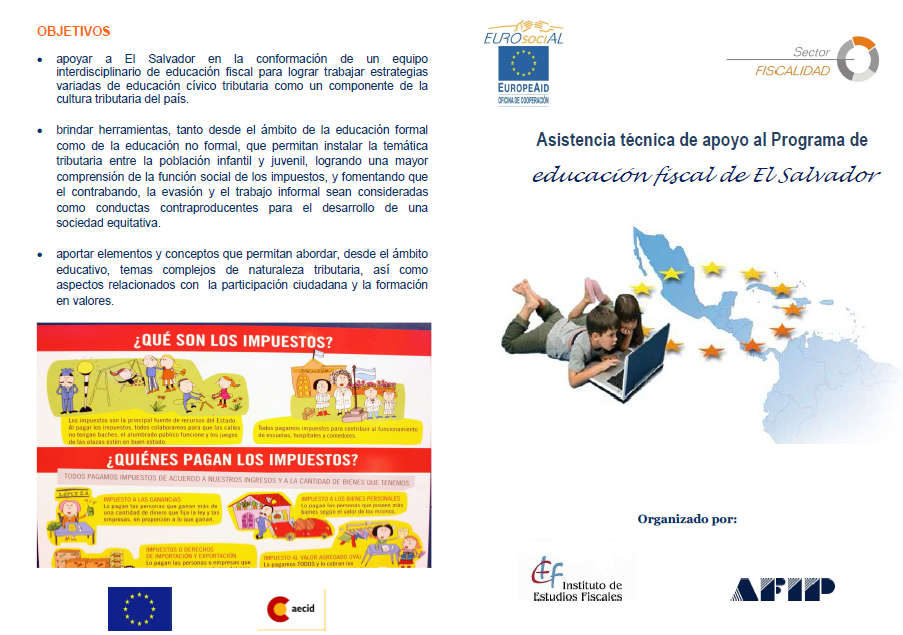 OBJETIVOS
• apoyar a El Salvador en la conformación de un equipo
interdisciplinario de educación fiscal para lograr trabajar estrategias
variadas de educación cívico tributaria como un componente de la
cultura tributaria del país.
• brindar herramientas, tanto desde el ámbito de la educación formal
como de la educación no formal, que permitan instalar la temática
tributaria entre la población infantil y juvenil, logrando una mayor
comprensión de la función social de los impuestos, y fomentando que
el contrabando, la evasión y el trabajo informal sean consideradas
como conductas contraproducentes para el desarrollo de una
sociedad equitativa.
• aportar elementos y conceptos que permitan abordar, desde el ámbito
educativo, temas complejos de naturaleza tributaria, así como
aspectos relacionados con la participación ciudadana y la formación
en valores.
¿QUÉ SON LOS IMPUESTOS?
Los impuestos son la principal fuente de recursos del Estado.
Al pagar los impuestos, todos colaboramos para que las calles
no tengan baches, el alumbrado público funcione y los juegos
de las plazas estén en buen estado.
Todos pagamos impuestos para contribuir al funcionamiento
de escuelas, hospitales y comedores.
¿QUIÉNES PAGAN LOS IMPUESTOS?
TODOS PAGAMOS IMPUESTOS DE ACUERDO A NUESTROS INGRESOS Y A LA CANTIDAD DE BIENES QUE TENEMOS.
IMPUESTO A LAS GANANCIAS
Lo pagan las personas que ganan más de
una cantidad de dinero que fija la ley y las
empresas, en proporción a lo que ganan.
IMPUESTO A LOS BIENES PERSONALES
Lo pagan las personas que poseen más
bienes según el valor de los mismos.
IMPUESTOS O DERECHOS
DE IMPORTACIÓN Y EXPORTACIÓN
Lo pagan las personas o empresas que
IMPUESTO AL VALOR AGREGADO (IVA)
Lo pagamos TODOS y lo cobran los
aecid
EUROsociAL
EUROPEAID
OFICINA DE COOPERACIÓN
Sector
FISCALIDAD
Asistencia técnica de apoyo al Programa de
educación fiscal de El Salvador
Organizado por:
IEF
Instituto de
Estudios Fiscales
AFIP